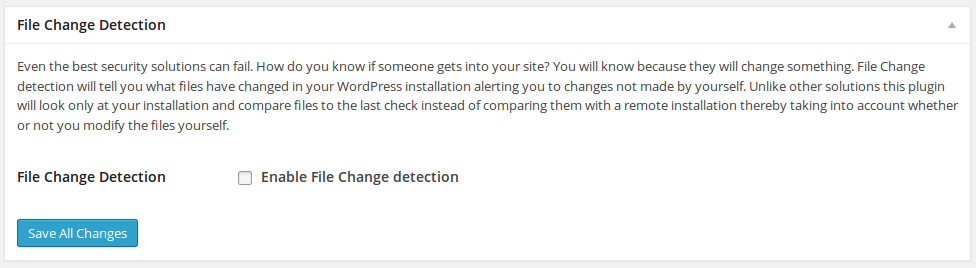 File Change Detection
Even the best security solutions can fail. How do you know if someone gets into your site? You will know because they will change something. File Change
detection will tell you what files have changed in your WordPress installation alerting you to changes not made by yourself. Unlike other solutions this plugin
will look only at your installation and compare files to the last check instead of comparing them with a remote installation thereby taking into account whether
or not you modify the files yourself.
File Change Detection Enable File Change detection
Save All Changes